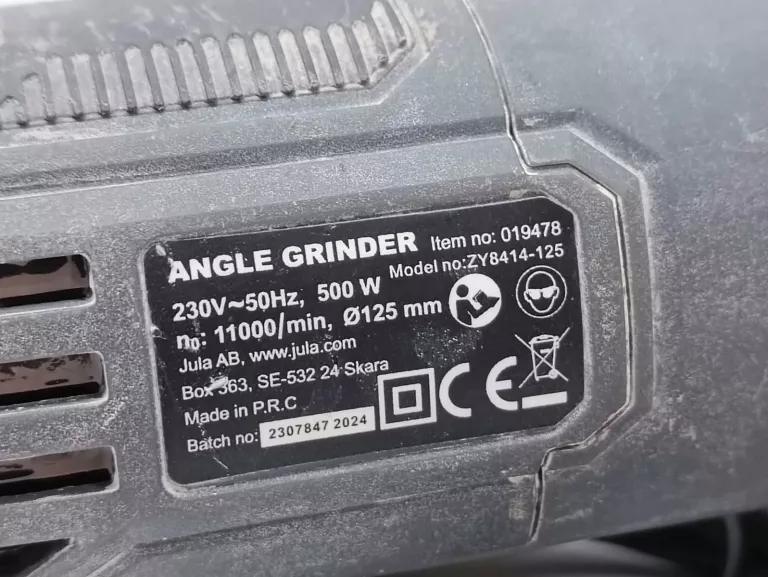 ANGLE GRINDER Item no: 019478
Model no:ZY8414-125
230V~50Hz, 500 W
n₀: 11000/min, Ø125 mm
Jula AB, www.jula.com
Box 363, SE-532 24 Skara
Made in P.R.C
Batch no: 2307847 2024
CE